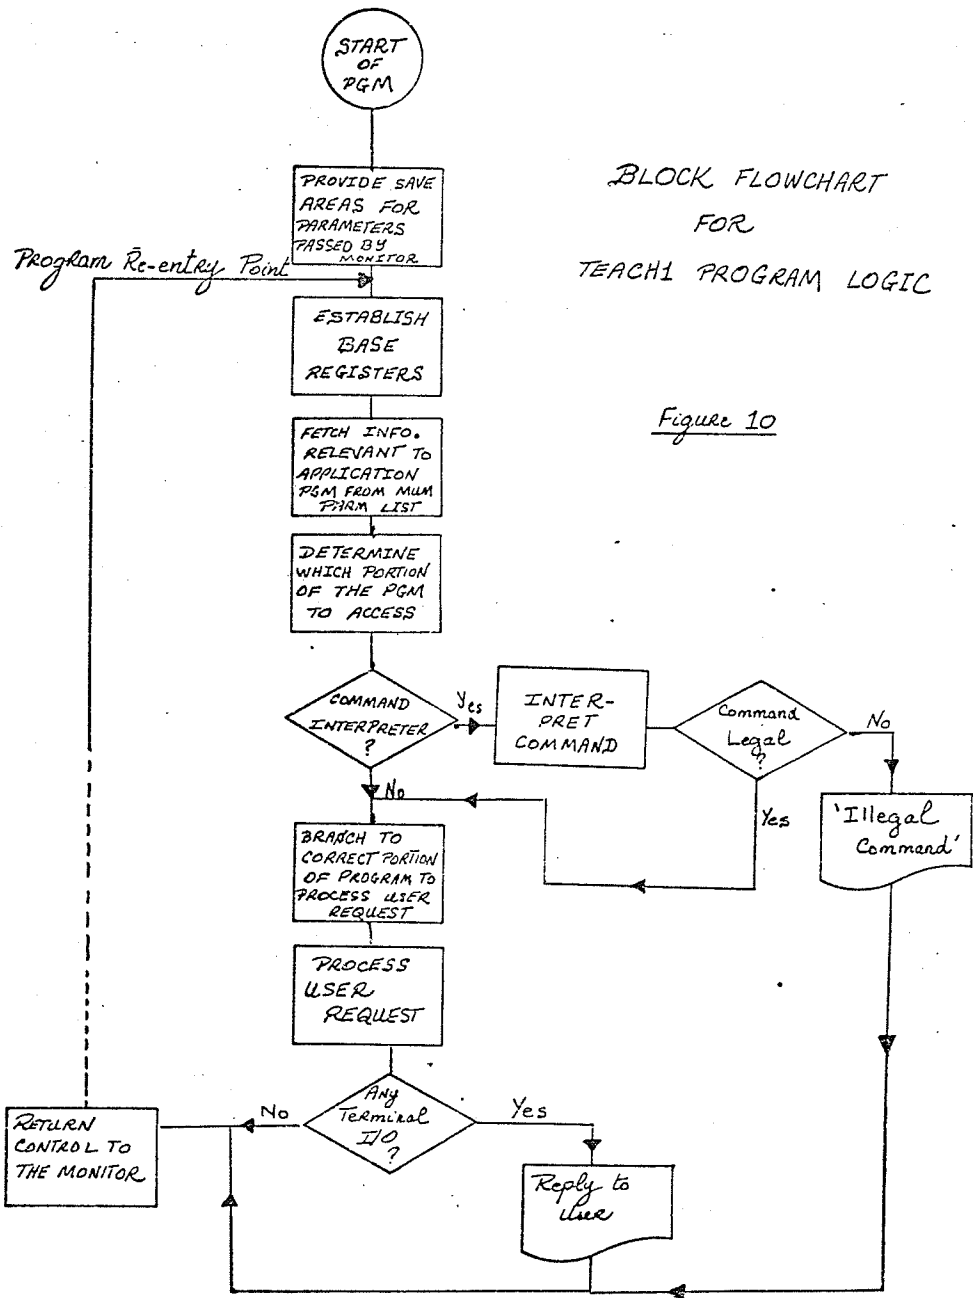 START
OF
PGM
BLOCK FLOWCHART
FOR
TEACH1 PROGRAM LOGIC
Figure 10
PROVIDE SAVE
AREAS FOR
PARAMETERS
PASSED BY
MONITOR
Program Re-entry Point
ESTABLISH
BASE
REGISTERS
FETCH INFO.
RELEVANT TO
APPLICATION
PGM FROM MUM
PARM LIST
DETERMINE
WHICH PORTION
OF THE PGM
TO ACCESS
COMMAND
INTERPRETER
?
Yes
INTER-
PRET
COMMAND
Command
Legal
?
No
'Illegal
Command'
Yes
No
BRANCH TO
CORRECT PORTION
OF PROGRAM TO
PROCESS USER
REQUEST
PROCESS
USER
REQUEST
Any
Terminal
I/O
?
No
Yes
RETURN
CONTROL TO
THE MONITOR
Reply to
User